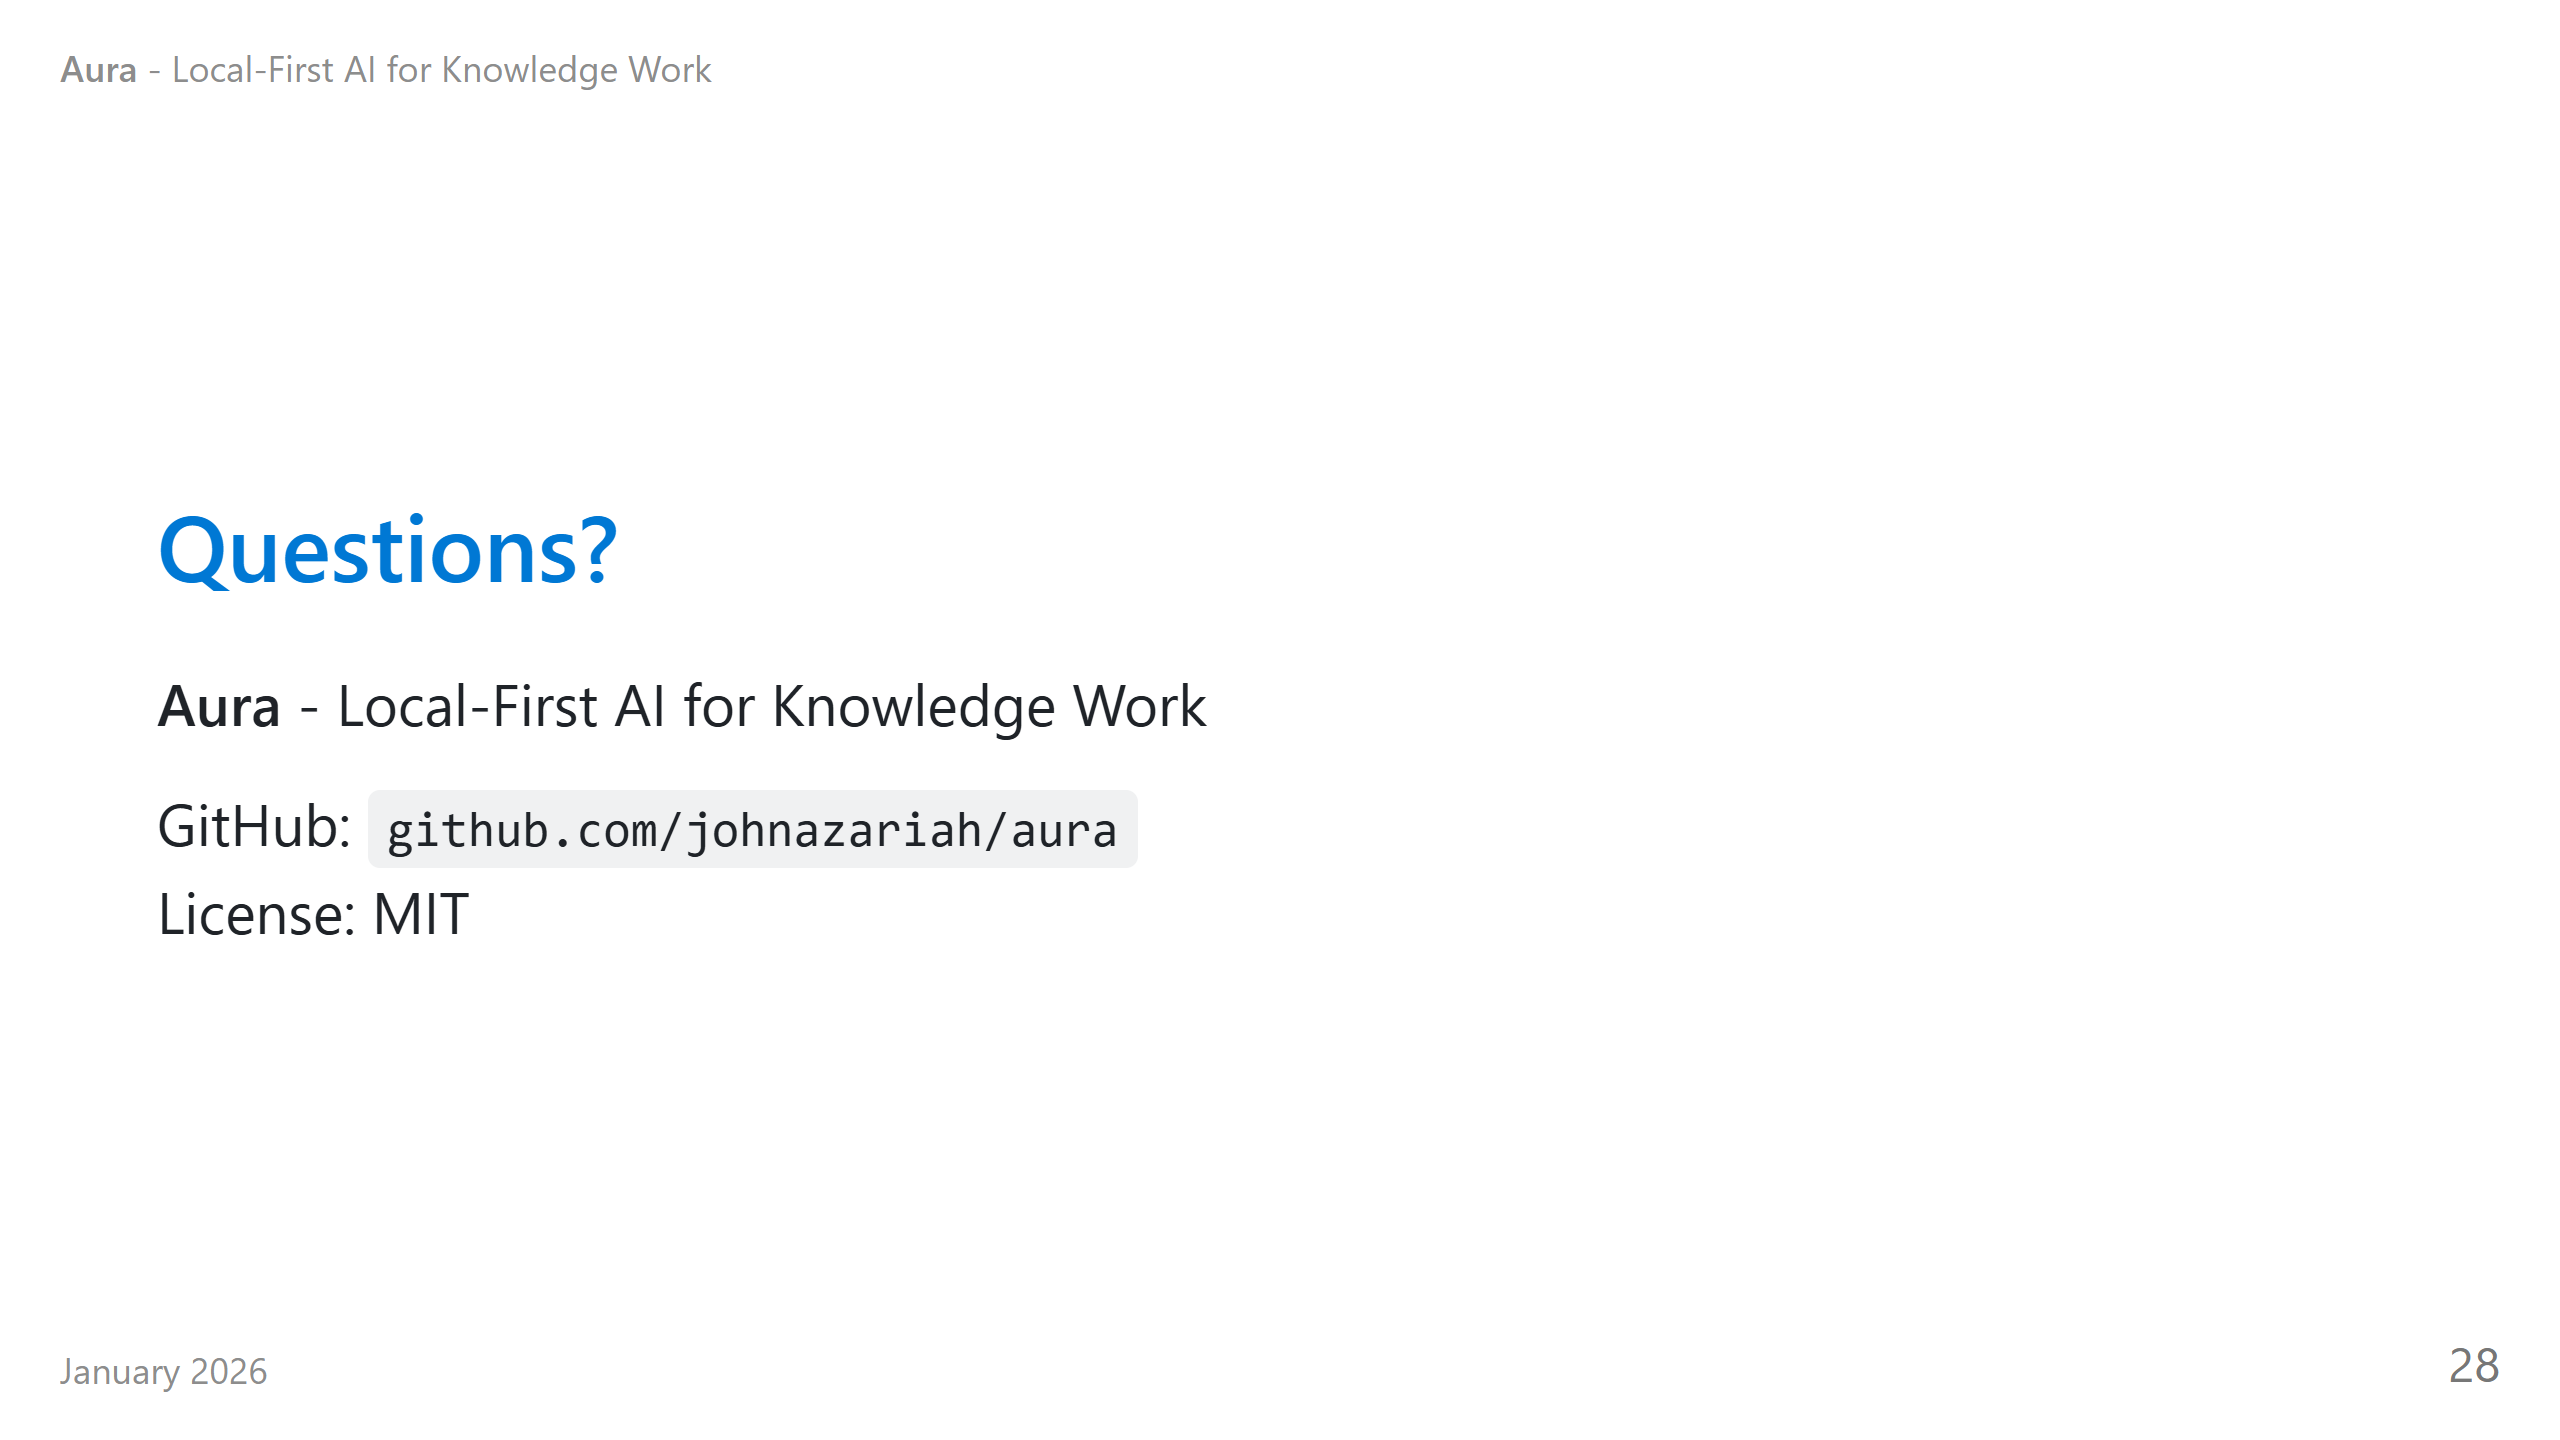 Aura - Local-First AI for Knowledge Work
Questions?
Aura - Local-First AI for Knowledge Work
GitHub: github.com/johnazariah/aura
License: MIT
January 2026
28